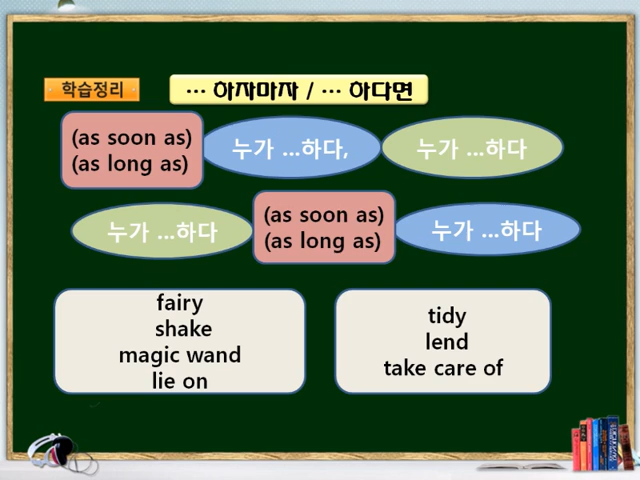 학습정리
… 하자마자 / … 하다면
(as soon as)
(as long as)
누가 ...하다,
누가 ...하다
누가 ...하다
(as soon as)
(as long as)
누가 ...하다
fairy
shake
magic wand
lie on
tidy
lend
take care of